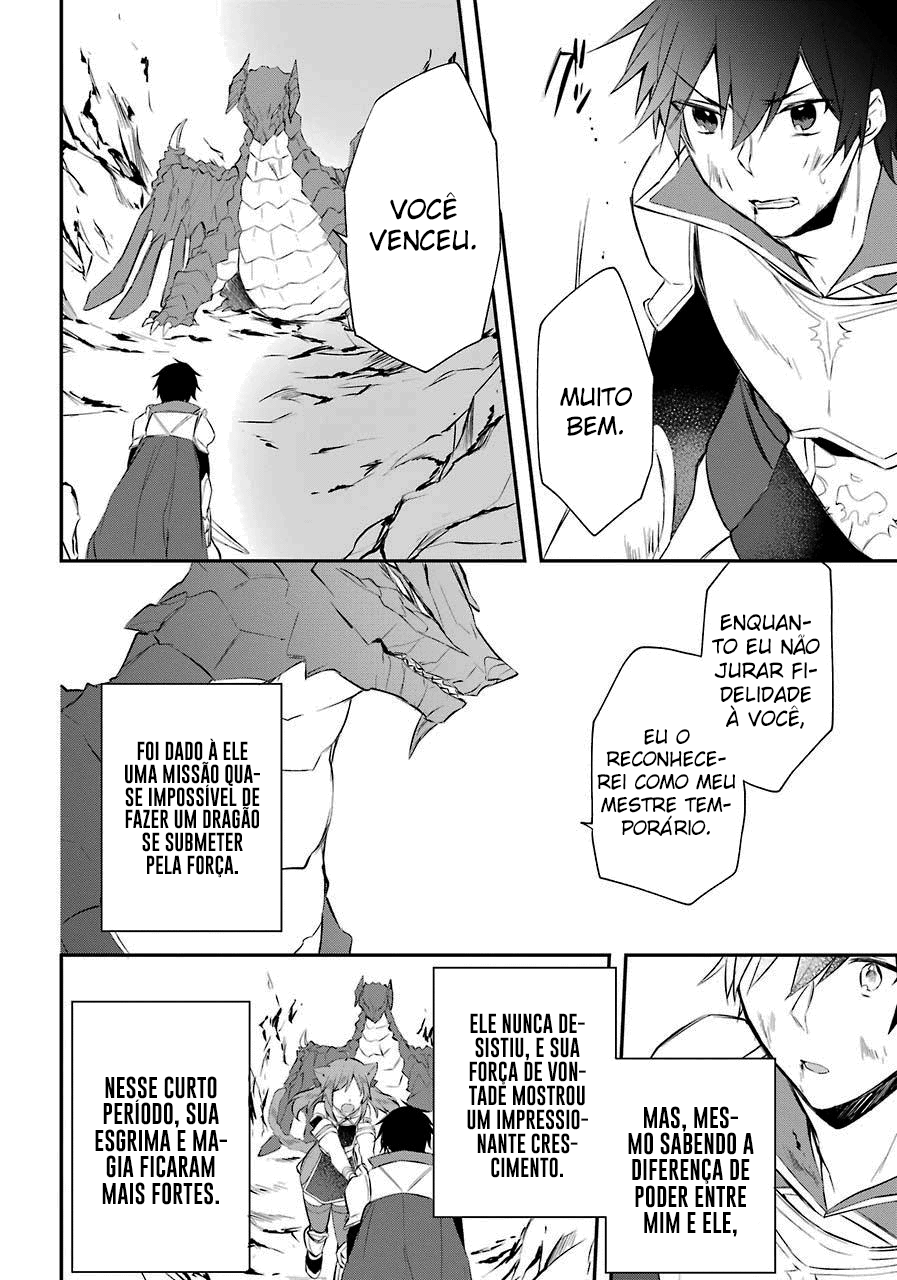 MUITO
BEM.
VOCÊ
VENCEU.
ENQUAN-
TO EU NÃO
JURAR FI-
DELIDADE
À VOCÊ,
EU O
RECONHECE-
REI COMO MEU
MESTRE TEM-
PORÁRIO.
FOI DADO À ELE
UMA MISSÃO QUA-
SE IMPOSSÍVEL DE
FAZER UM DRAGÃO
SE SUBMETER
PELA FORÇA.
MAS, MES-
MO SABENDO A
DIFERENÇA DE
PODER ENTRE
MIM E ELE,
ELE NUNCA DE-
SISTIU, E SUA
FORÇA DE VON-
TADE MOSTROU
UM IMPRESSIO-
NANTE CRES-
CIMENTO.
NESSE CURTO
PERÍODO, SUA
ESGRIMA E MA-
GIA FICARAM
MAIS FORTES.